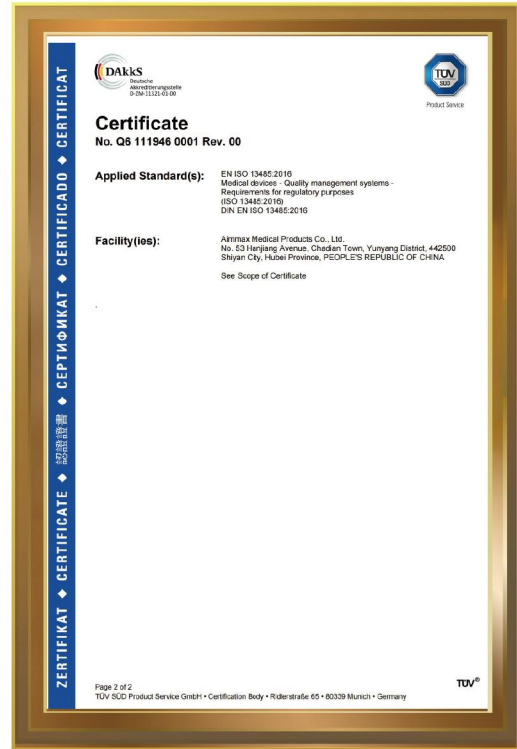 ZERTIFIKAT ◆ CERTIFICATE ◆ 認證證書 ◆ СЕРТИФИКАТ ◆ CERTIFICADO ◆ CERTIFICAT
DAkkS
Deutsche
Akkreditierungsstelle
D-ZM-11321-01-00
TÜV
SÜD
Product Service
Certificate
No. Q6 111946 0001 Rev. 00
Applied Standard(s):
EN ISO 13485:2016
Medical devices - Quality management systems -
Requirements for regulatory purposes
(ISO 13485:2016)
DIN EN ISO 13485:2016
Facility(ies):
Aimmax Medical Products Co., Ltd.
No. 53 Hanjiang Avenue, Chadian Town, Yunyang District, 442500
Shiyan City, Hubei Province, PEOPLE'S REPUBLIC OF CHINA
See Scope of Certificate
Page 2 of 2
TÜV SÜD Product Service GmbH • Certification Body • Ridlerstraße 65 • 80339 Munich • Germany
TÜV®